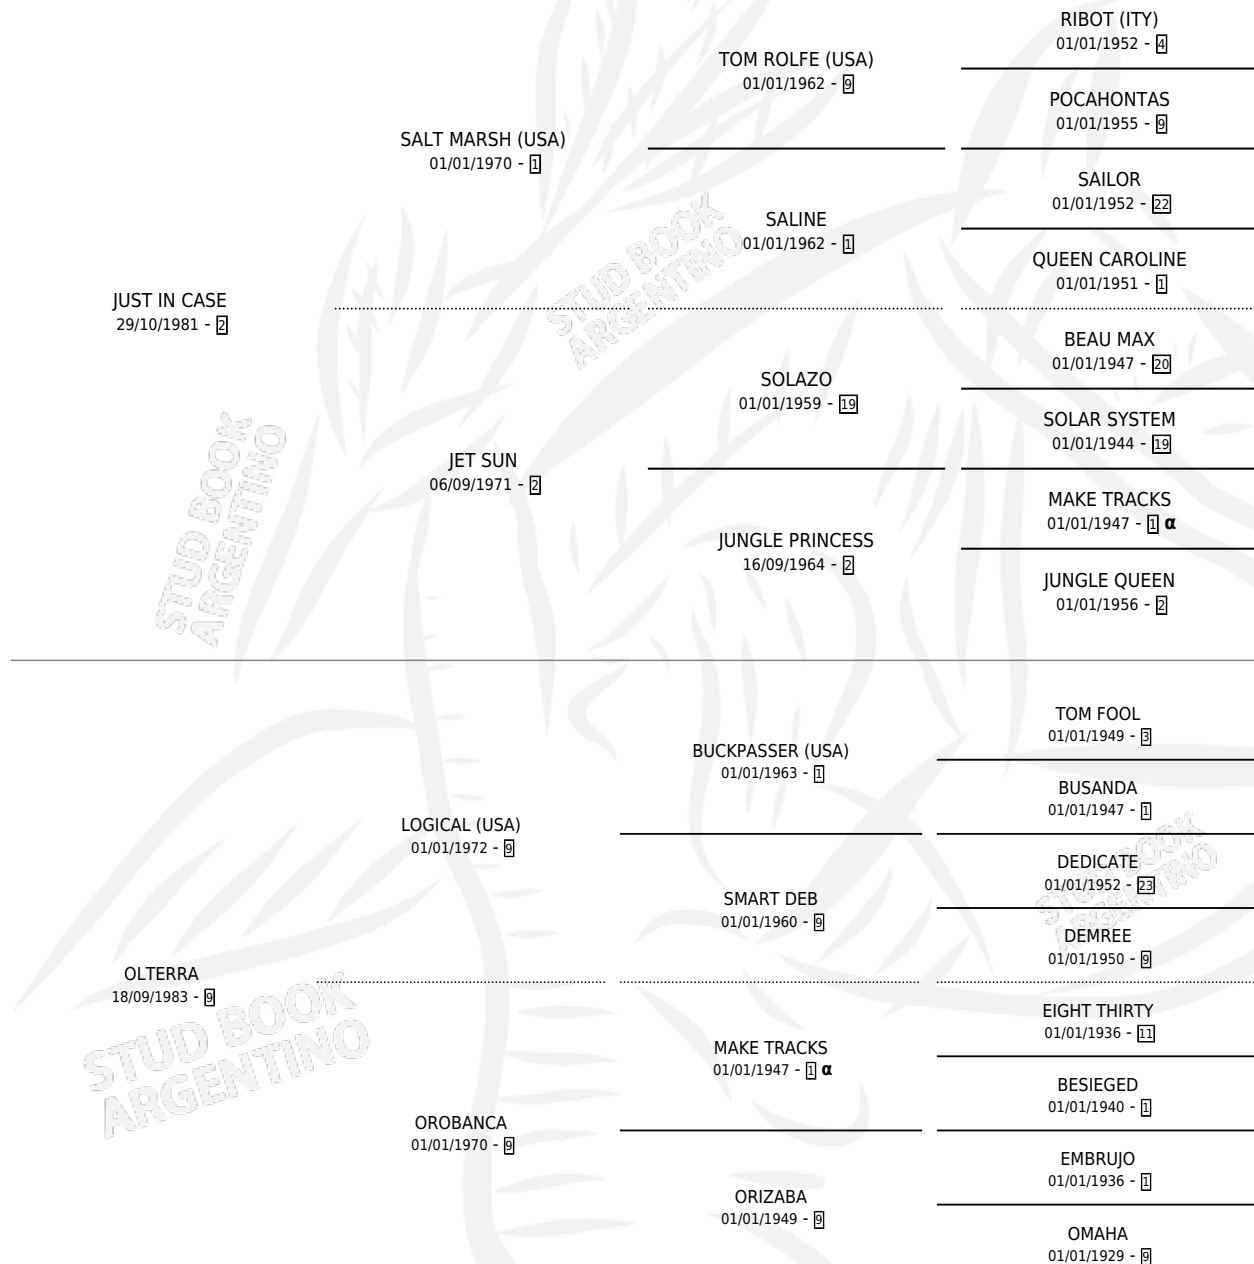 RIBOT (ITY)
01/01/1952 - 4
TOM ROLFE (USA)
01/01/1962 - 9
POCAHONTAS
01/01/1955 - 9
SALT MARSH (USA)
01/01/1970 - 1
SAILOR
01/01/1952 - 22
SALINE
01/01/1962 - 1
QUEEN CAROLINE
01/01/1951 - 1
STUD BOOK
ARGENTINO
JUST IN CASE
29/10/1981 - 2
BEAU MAX
01/01/1947 - 20
SOLAZO
01/01/1959 - 19
SOLAR SYSTEM
01/01/1944 - 19
JET SUN
06/09/1971 - 2
MAKE TRACKS
01/01/1947 - 1 α
JUNGLE PRINCESS
16/09/1964 - 2
JUNGLE QUEEN
01/01/1956 - 2
STUD BOOK
ARGENTINO
TOM FOOL
01/01/1949 - 3
BUCKPASSER (USA)
01/01/1963 - 1
BUSANDA
01/01/1947 - 1
LOGICAL (USA)
01/01/1972 - 9
DEDICATE
01/01/1952 - 23
SMART DEB
01/01/1960 - 9
DEMREE
01/01/1950 - 9
STUD BOOK
ARGENTINO
OLTERRA
18/09/1983 - 9
EIGHT THIRTY
01/01/1936 - 11
MAKE TRACKS
01/01/1947 - 1 α
BESIEGED
01/01/1940 - 1
STUD BOOK
ARGENTINO
OROBANCA
01/01/1970 - 9
EMBRUJO
01/01/1936 - 1
ORIZABA
01/01/1949 - 9
OMAHA
01/01/1929 - 9